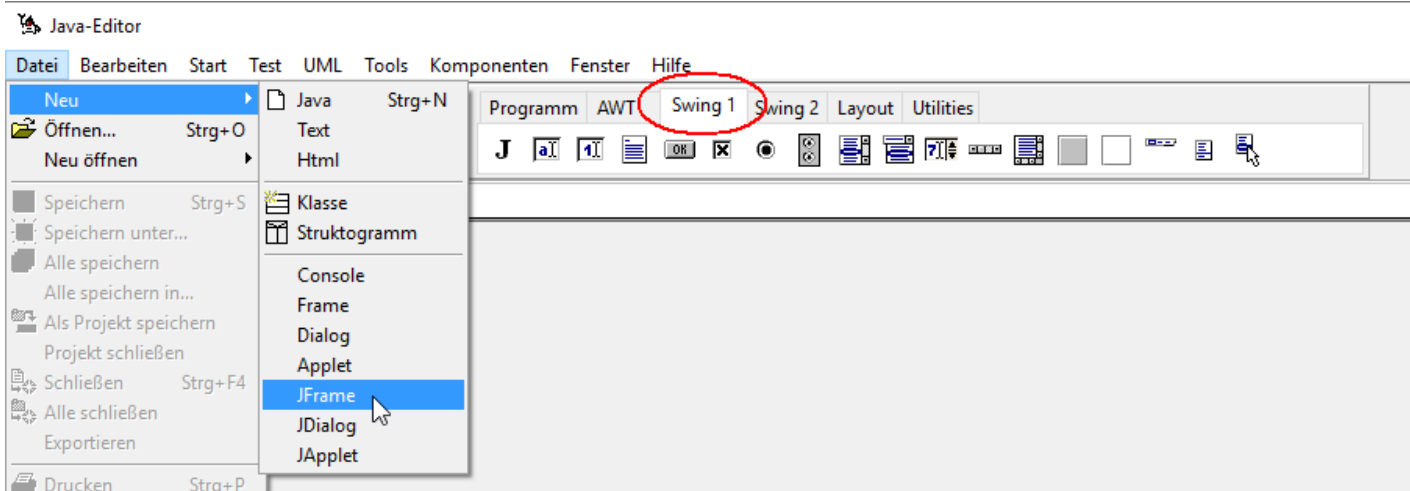 Java-Editor
Datei Bearbeiten Start Test UML Tools Komponenten Fenster Hilfe
Programm AWT Swing 1 Swing 2 Layout Utilities
J aI 1I OK 7I
Neu
Öffnen... Strg+O
Neu öffnen
Speichern Strg+S
Speichern unter...
Alle speichern
Alle speichern in...
Als Projekt speichern
Projekt schließen
Schließen Strg+F4
Alle schließen
Exportieren
Drucken Strg+P
Java Strg+N
Text
Html
Klasse
Struktogramm
Console
Frame
Dialog
Applet
JFrame
JDialog
JApplet